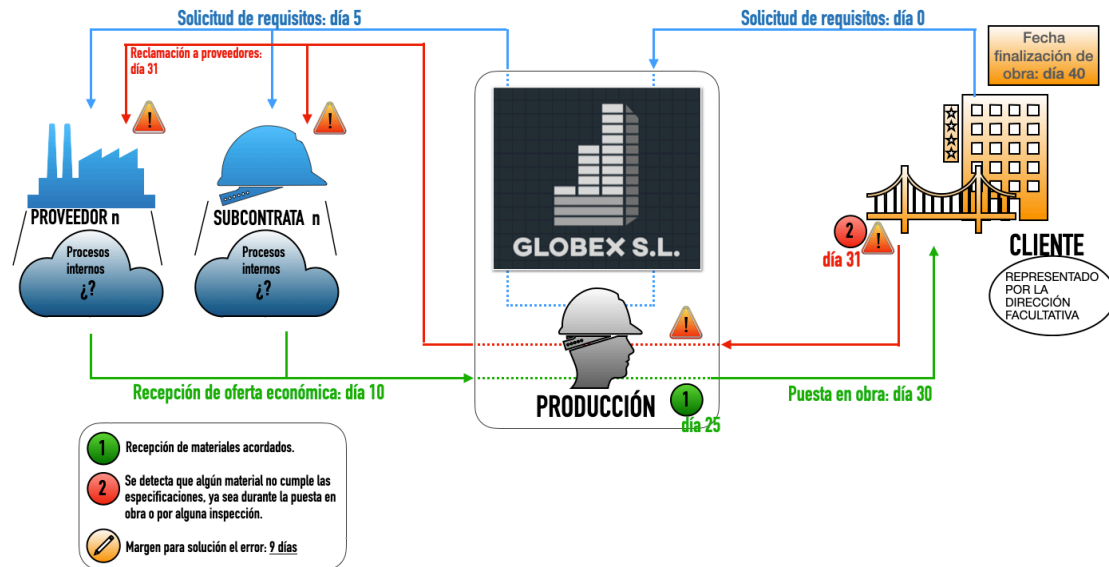 Solicitud de requisitos: día 5
Solicitud de requisitos: día 0
Fecha
finalización de
obra: día 40
Reclamación a proveedores:
día 31
!
!
PROVEEDOR n
SUBCONTRATA n
Procesos
internos
¿?
Procesos
internos
¿?
GLOBEX S.L.
2
!
día 31
CLIENTE
REPRESENTADO
POR LA
DIRECCIÓN
FACULTATIVA
!
Recepción de oferta económica: día 10
PRODUCCIÓN
1
día 25
Puesta en obra: día 30
1
Recepción de materiales acordados.
2
Se detecta que algún material no cumple las
especificaciones, ya sea durante la puesta en
obra o por alguna inspección.
Margen para solución el error: 9 días